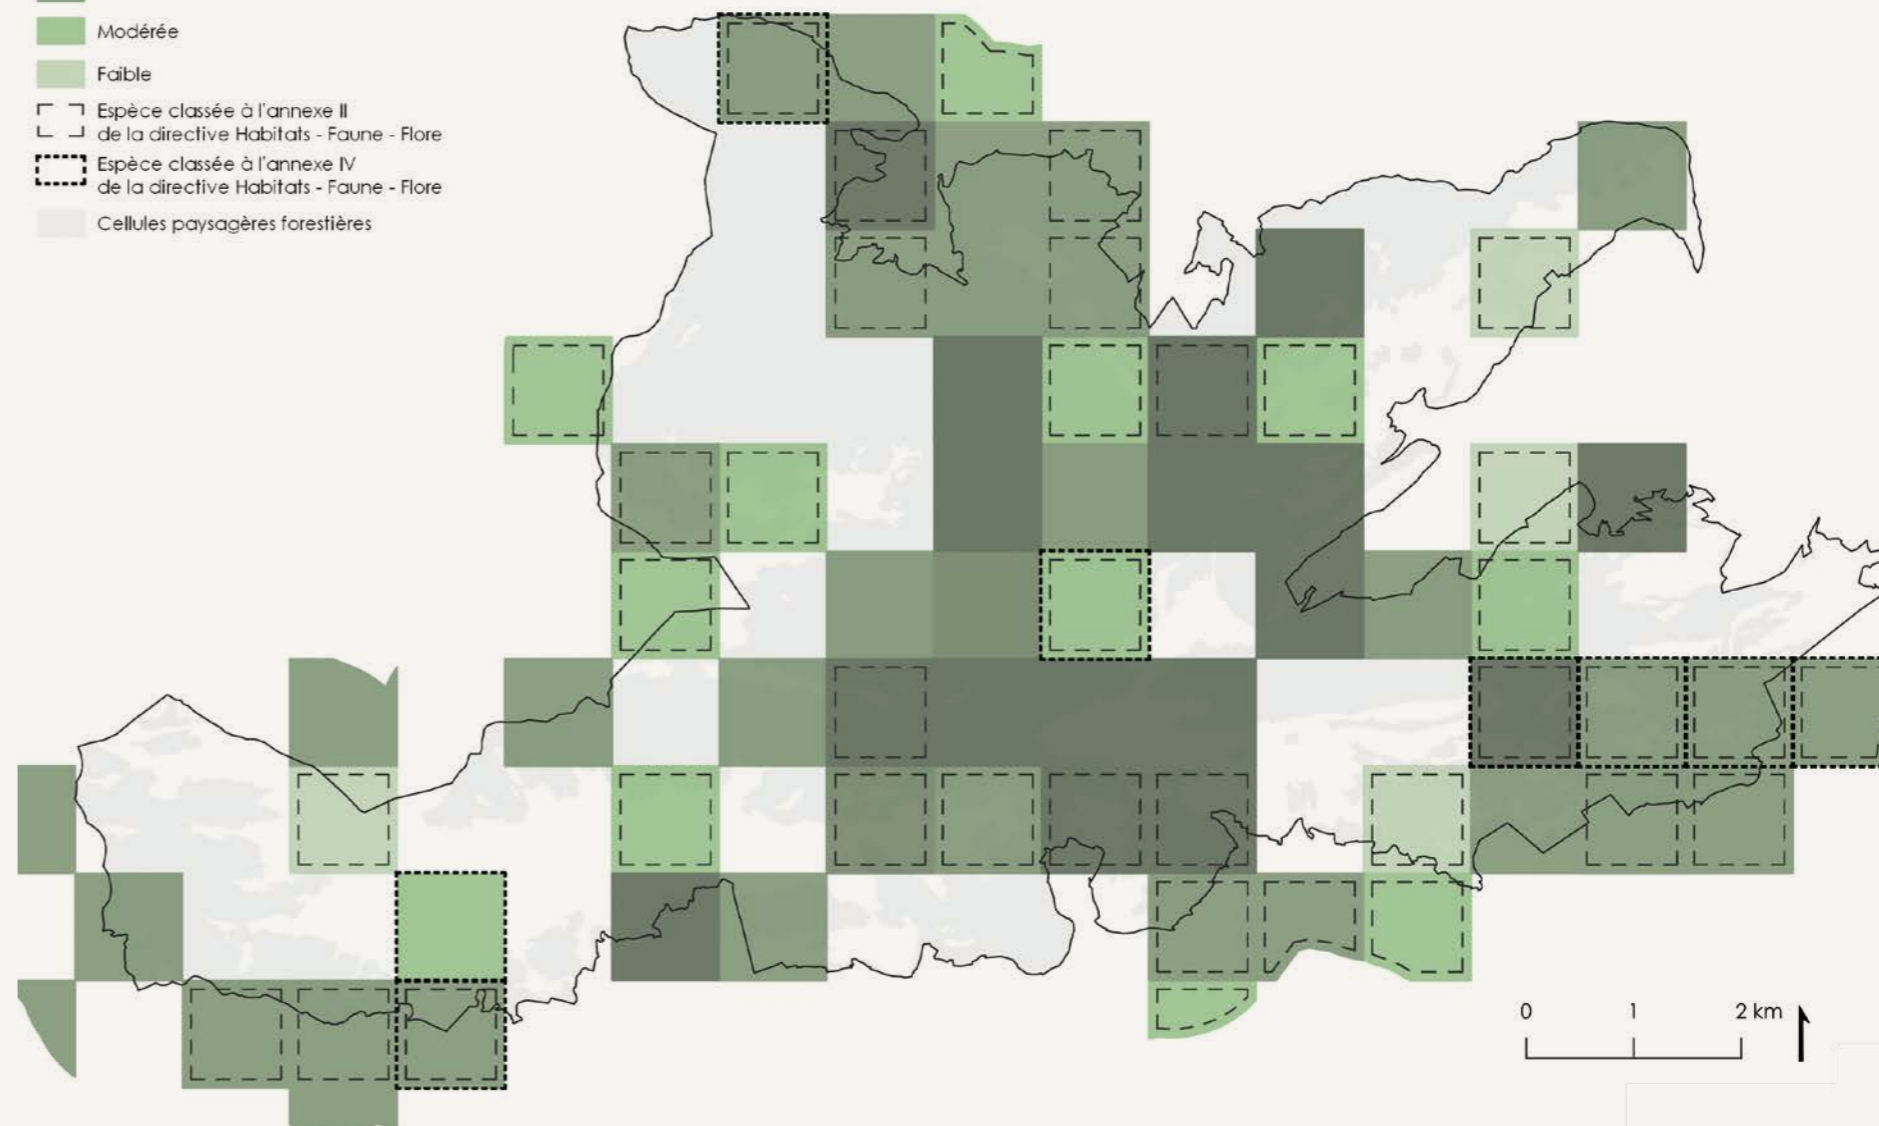 Modérée
Faible
Espèce classée à l'annexe II
de la directive Habitats - Faune - Flore
Espèce classée à l'annexe IV
de la directive Habitats - Faune - Flore
Cellules paysagères forestières
0 1 2 km